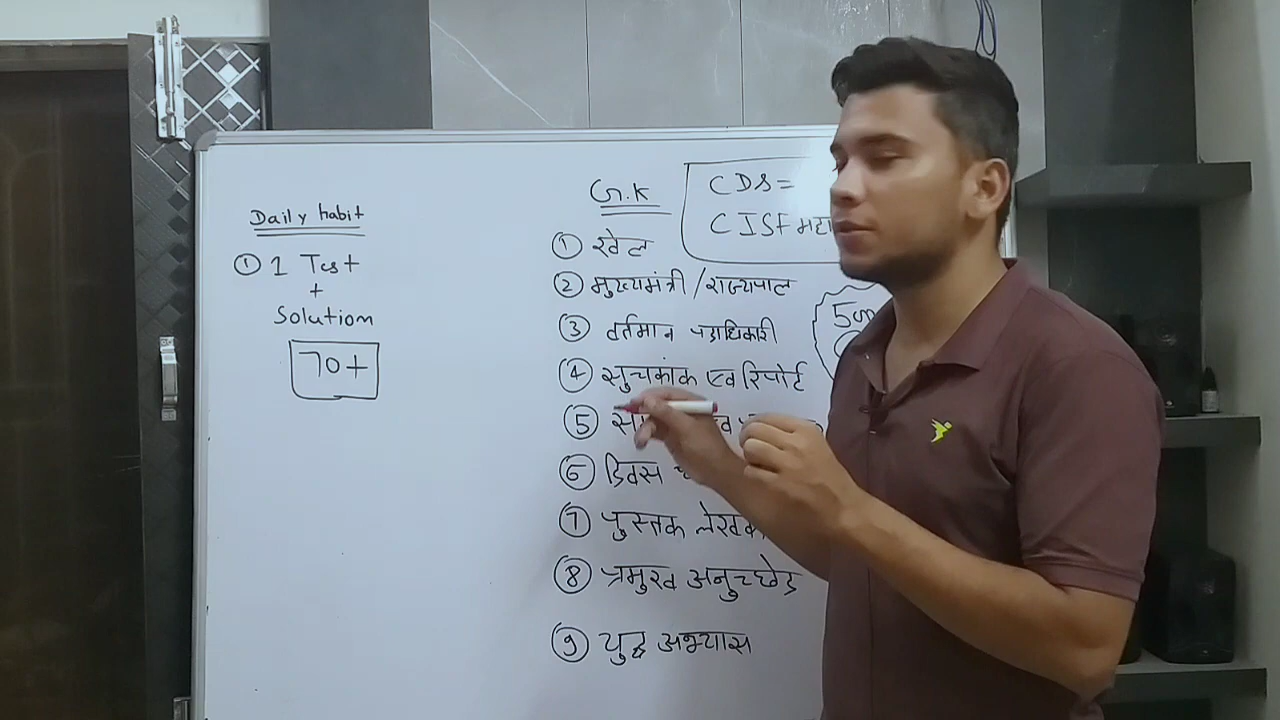 Daily habit
① 1 Test
+
Solution
70+
G.K
① खेल
② मुख्यमंत्री/राज्यपाल
③ वर्तमान पदाधिकारी
④ सुचकांक एव रिपोर्ट
⑤
⑥ दिवस
⑦ पुस्तक लेखक
⑧ प्रमुख अनुच्छेद
⑨ युद्ध अभ्यास
CDS=
CISF